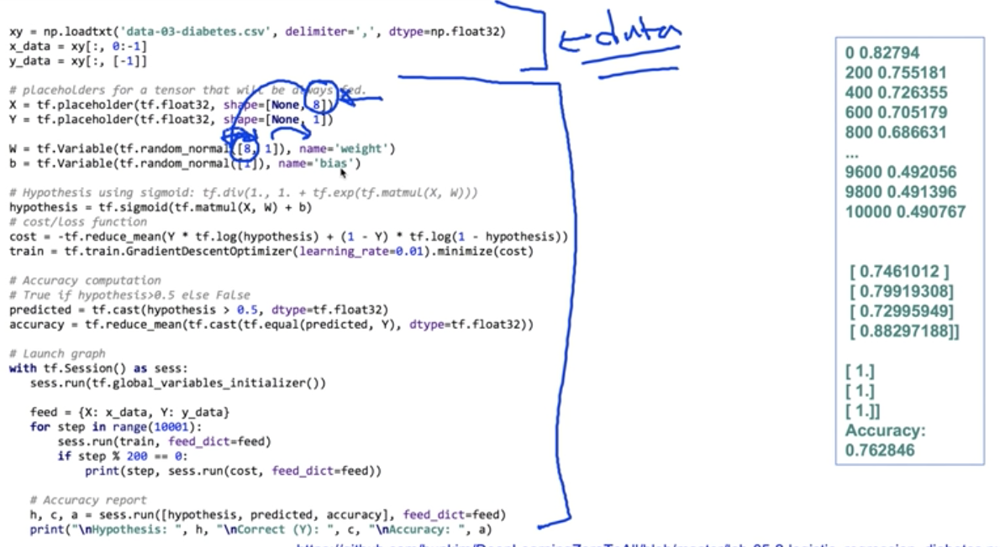 xy = np.loadtxt('data-03-diabetes.csv', delimiter=',', dtype=np.float32)
x_data = xy[:, 0:-1]
y_data = xy[:, [-1]]
# placeholders for a tensor that will be always fed.
X = tf.placeholder(tf.float32, shape=[None, 8])
Y = tf.placeholder(tf.float32, shape=[None, 1])
W = tf.Variable(tf.random_normal([8, 1]), name='weight')
b = tf.Variable(tf.random_normal([1]), name='bias')
# Hypothesis using sigmoid: tf.div(1., 1. + tf.exp(tf.matmul(X, W)))
hypothesis = tf.sigmoid(tf.matmul(X, W) + b)
# cost/loss function
cost = -tf.reduce_mean(Y * tf.log(hypothesis) + (1 - Y) * tf.log(1 - hypothesis))
train = tf.train.GradientDescentOptimizer(learning_rate=0.01).minimize(cost)
# Accuracy computation
# True if hypothesis>0.5 else False
predicted = tf.cast(hypothesis > 0.5, dtype=tf.float32)
accuracy = tf.reduce_mean(tf.cast(tf.equal(predicted, Y), dtype=tf.float32))
# Launch graph
with tf.Session() as sess:
sess.run(tf.global_variables_initializer())
feed = {X: x_data, Y: y_data}
for step in range(10001):
sess.run(train, feed_dict=feed)
if step % 200 == 0:
print(step, sess.run(cost, feed_dict=feed))
# Accuracy report
h, c, a = sess.run([hypothesis, predicted, accuracy], feed_dict=feed)
print("\nHypothesis: ", h, "\nCorrect (Y): ", c, "\nAccuracy: ", a)
data
0 0.82794
200 0.755181
400 0.726355
600 0.705179
800 0.686631
...
9600 0.492056
9800 0.491396
10000 0.490767
[ 0.7461012 ]
[ 0.79919308]
[ 0.72995949]
[ 0.88297188]]
[ 1.]
[ 1.]
[ 1.]]
Accuracy:
0.762846